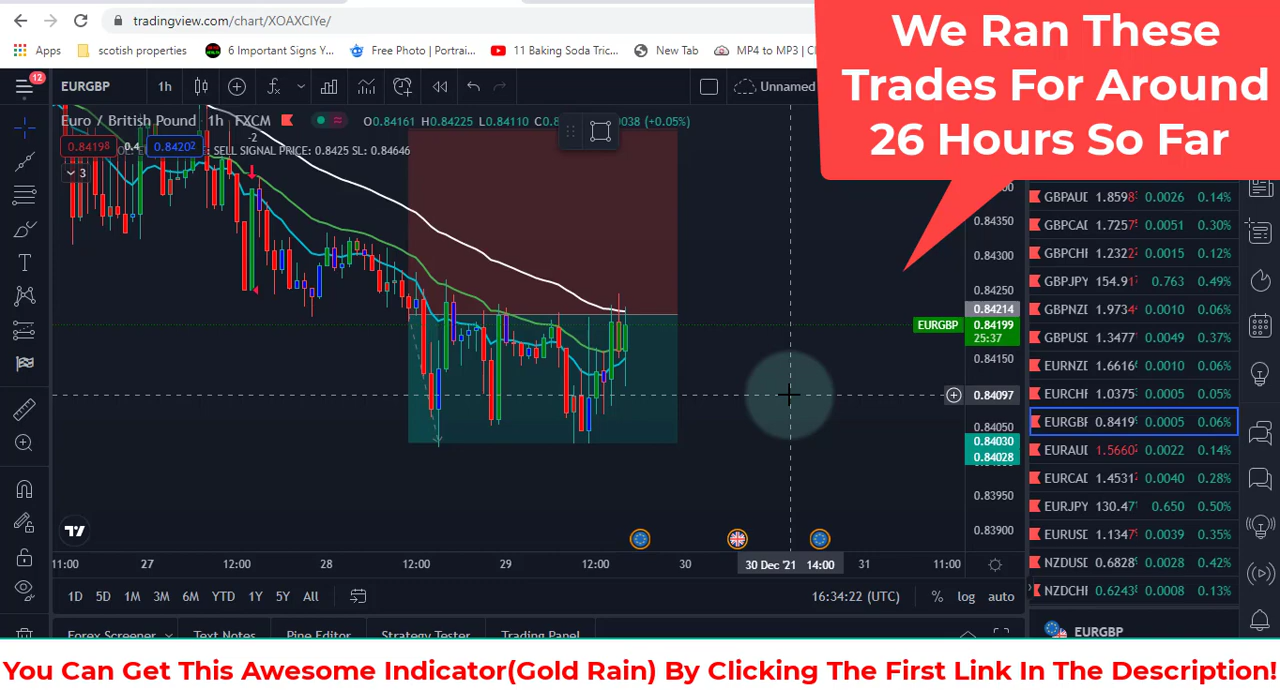 tradingview.com/chart/XOAXCIYe/
Apps scotish properties 6 Important Signs Y... Free Photo | Portrai... 11 Baking Soda Tric... New Tab MP4 to MP3 | C
We Ran These
Trades For Around
26 Hours So Far
12
EURGBP 1h Unnamed
Euro / British Pound 1h FXCM O0.84161 H0.84225 L0.84110 0038 (+0.05%)
-2
0.84198 0.4 0.84202 SELL SIGNAL PRICE: 0.8425 SL: 0.84646
3
0.84350
0.84300
0.84250
0.84214
EURGBP 0.84199
25:37
0.84150
0.84097
0.84050
0.84030
0.84028
0.83950
0.83900
GBPAUD 1.8598 0.0026 0.14%
GBPCAD 1.7257 0.0051 0.30%
GBPCHF 1.2322 0.0015 0.12%
GBPJPY 154.91 0.763 0.49%
GBPNZD 1.9734 0.0010 0.06%
GBPUSD 1.3477 0.0049 0.37%
EURNZD 1.6616 0.0010 0.06%
EURCHF 1.0375 0.0005 0.05%
EURGBP 0.8419 0.0005 0.06%
EURAUD 1.5660 0.0022 0.14%
EURCAD 1.4531 0.0040 0.28%
EURJPY 130.47 0.650 0.50%
EURUSD 1.1347 0.0039 0.35%
NZDUSD 0.6828 0.0028 0.42%
NZDCHF 0.6243 0.0008 0.13%
11:00 27 12:00 28 12:00 29 12:00 30 30 Dec '21 14:00 31 11:00
1D 5D 1M 3M 6M YTD 1Y 5Y All 16:34:22 (UTC) % log auto
Forex Screener Text Notes Pine Editor Strategy Tester Trading Panel
EURGBP
You Can Get This Awesome Indicator(Gold Rain) By Clicking The First Link In The Description!